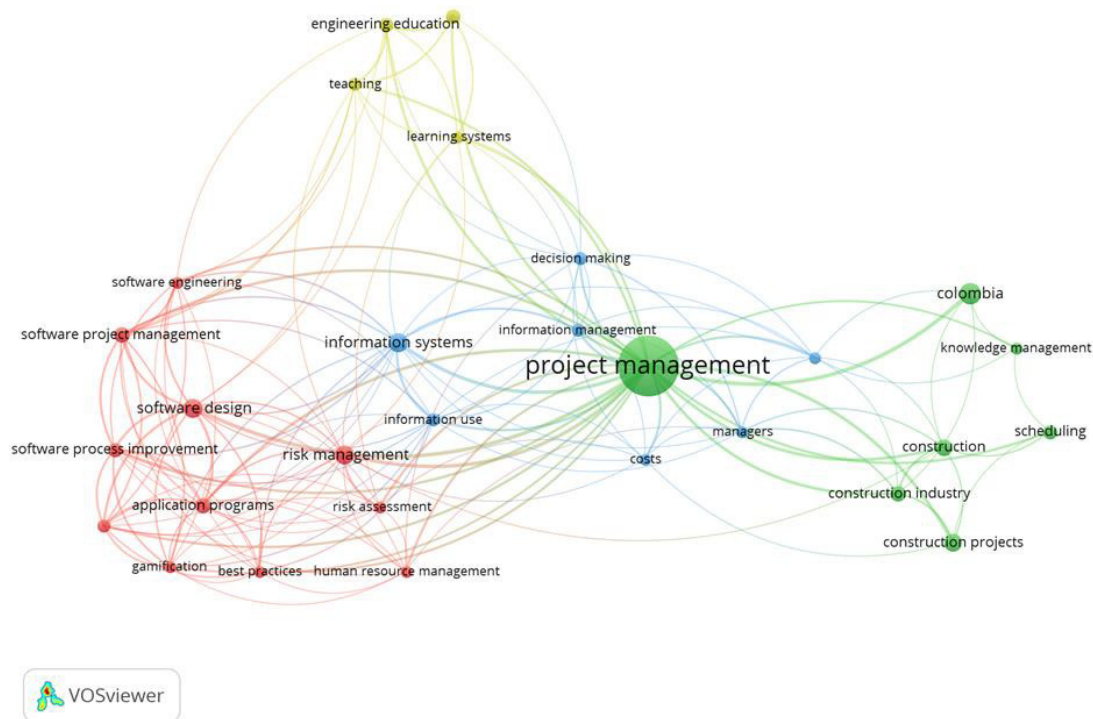 engineering education
teaching
learning systems
decision making
software engineering
colombia
software project management
information management
information systems
knowledge management
project management
software design
information use
managers
scheduling
software process improvement
risk management
costs
construction
construction industry
application programs
risk assessment
construction projects
gamification
best practices
human resource management
VOSviewer